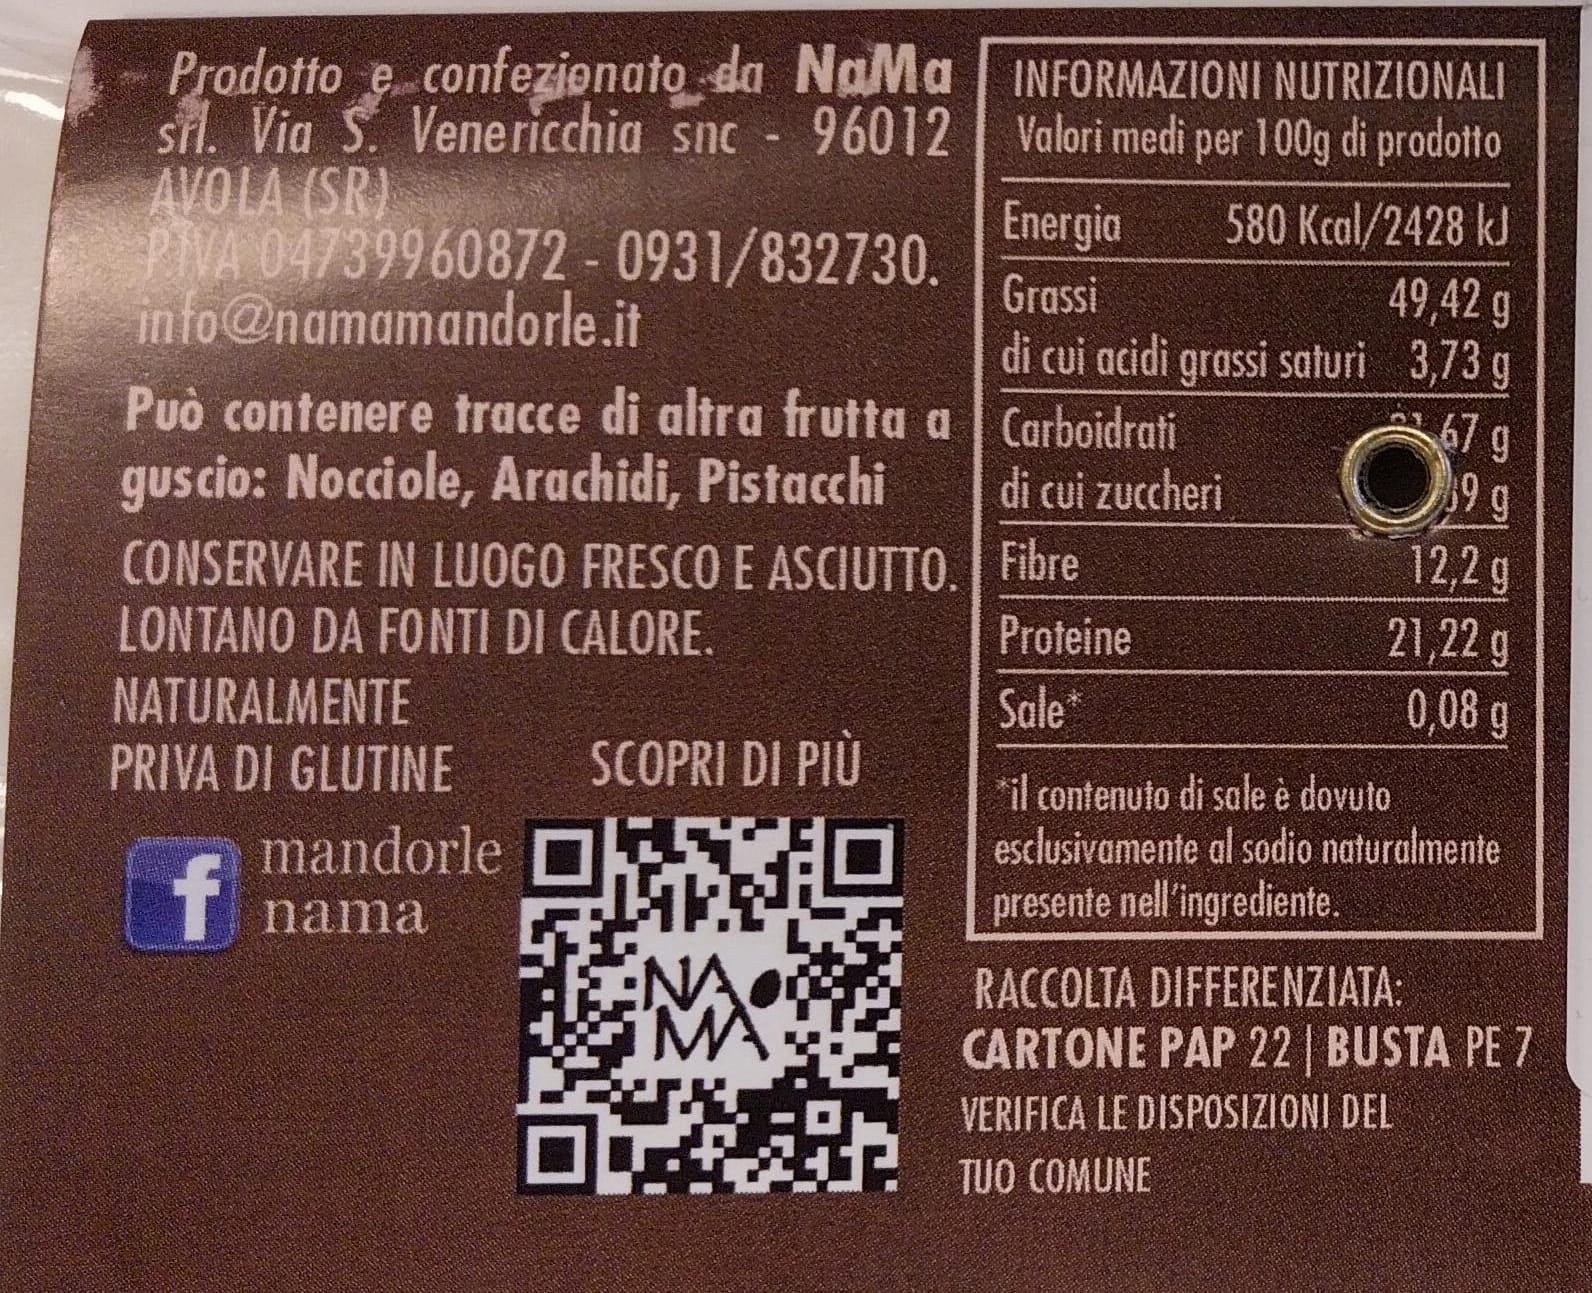 Prodotto e confezionato da NaMa
srl. Via S. Venericchia snc - 96012
AVOLA (SR)
P.IVA 04739960872 - 0931/832730.
info@namamandorle.it
Può contenere tracce di altra frutta a
guscio: Nocciole, Arachidi, Pistacchi
CONSERVARE IN LUOGO FRESCO E ASCIUTTO.
LONTANO DA FONTI DI CALORE.
NATURALMENTE
PRIVA DI GLUTINE
SCOPRI DI PIÙ
f
mandorle
nama
NA
MA
INFORMAZIONI NUTRIZIONALI
Valori medi per 100g di prodotto
Energia 580 Kcal/2428 kJ
Grassi 49,42 g
di cui acidi grassi saturi 3,73 g
Carboidrati g
di cui zuccheri g
Fibre 12,2 g
Proteine 21,22 g
Sale* 0,08 g
*il contenuto di sale è dovuto
esclusivamente al sodio naturalmente
presente nell'ingrediente.
RACCOLTA DIFFERENZIATA:
CARTONE PAP 22 | BUSTA PE 7
VERIFICA LE DISPOSIZIONI DEL
TUO COMUNE